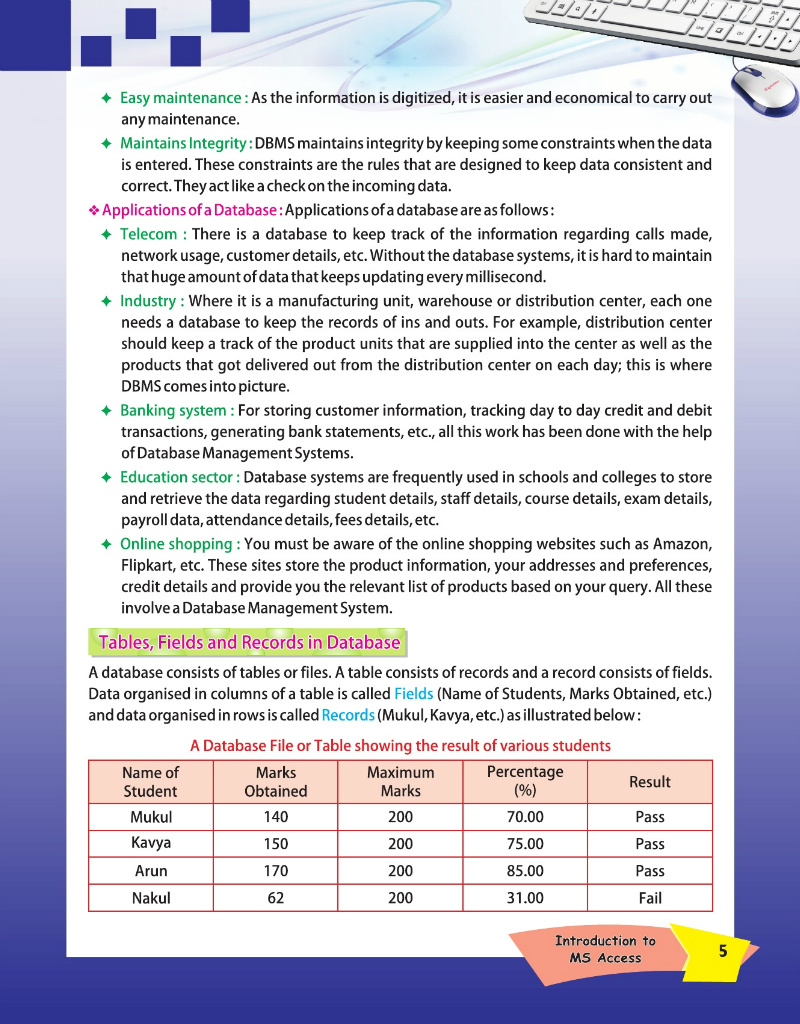 ✦ Easy maintenance : As the information is digitized, it is easier and economical to carry out
any maintenance.
✦ Maintains Integrity : DBMS maintains integrity by keeping some constraints when the data
is entered. These constraints are the rules that are designed to keep data consistent and
correct. They act like a check on the incoming data.
❖ Applications of a Database : Applications of a database are as follows :
✦ Telecom : There is a database to keep track of the information regarding calls made,
network usage, customer details, etc. Without the database systems, it is hard to maintain
that huge amount of data that keeps updating every millisecond.
✦ Industry : Where it is a manufacturing unit, warehouse or distribution center, each one
needs a database to keep the records of ins and outs. For example, distribution center
should keep a track of the product units that are supplied into the center as well as the
products that got delivered out from the distribution center on each day; this is where
DBMS comes into picture.
✦ Banking system : For storing customer information, tracking day to day credit and debit
transactions, generating bank statements, etc., all this work has been done with the help
of Database Management Systems.
✦ Education sector : Database systems are frequently used in schools and colleges to store
and retrieve the data regarding student details, staff details, course details, exam details,
payroll data, attendance details, fees details, etc.
✦ Online shopping : You must be aware of the online shopping websites such as Amazon,
Flipkart, etc. These sites store the product information, your addresses and preferences,
credit details and provide you the relevant list of products based on your query. All these
involve a Database Management System.
Tables, Fields and Records in Database
A database consists of tables or files. A table consists of records and a record consists of fields.
Data organised in columns of a table is called Fields (Name of Students, Marks Obtained, etc.)
and data organised in rows is called Records (Mukul, Kavya, etc.) as illustrated below :
A Database File or Table showing the result of various students
Name of Student | Marks Obtained | Maximum Marks | Percentage (%) | Result
Mukul | 140 | 200 | 70.00 | Pass
Kavya | 150 | 200 | 75.00 | Pass
Arun | 170 | 200 | 85.00 | Pass
Nakul | 62 | 200 | 31.00 | Fail
Introduction to
MS Access
5